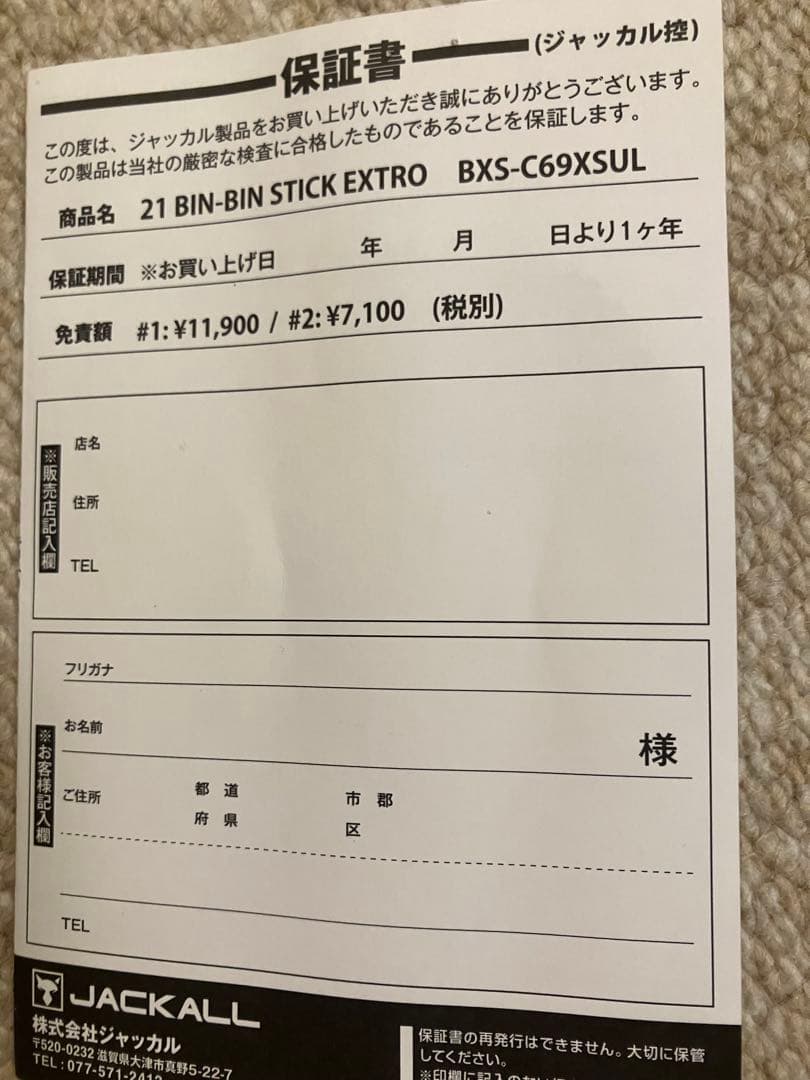 保証書
(ジャッカル控)
この度は、ジャッカル製品をお買い上げいただき誠にありがとうございます。
この製品は当社の厳密な検査に合格したものであることを保証します。
商品名 21 BIN-BIN STICK EXTRO BXS-C69XSUL
保証期間 ※お買い上げ日 年 月 日より1ヶ年
免責額 #1: ¥11,900 / #2: ¥7,100 (税別)
※販売店記入欄
店名
住所
TEL
※お客様記入欄
フリガナ
お名前 様
ご住所 都道 市郡
府県 区
TEL
JACKALL
株式会社ジャッカル
〒520-0232 滋賀県大津市真野5-22-7
TEL : 077-571-2413
保証書の再発行はできません。大切に保管
してください。
※印欄に記入の